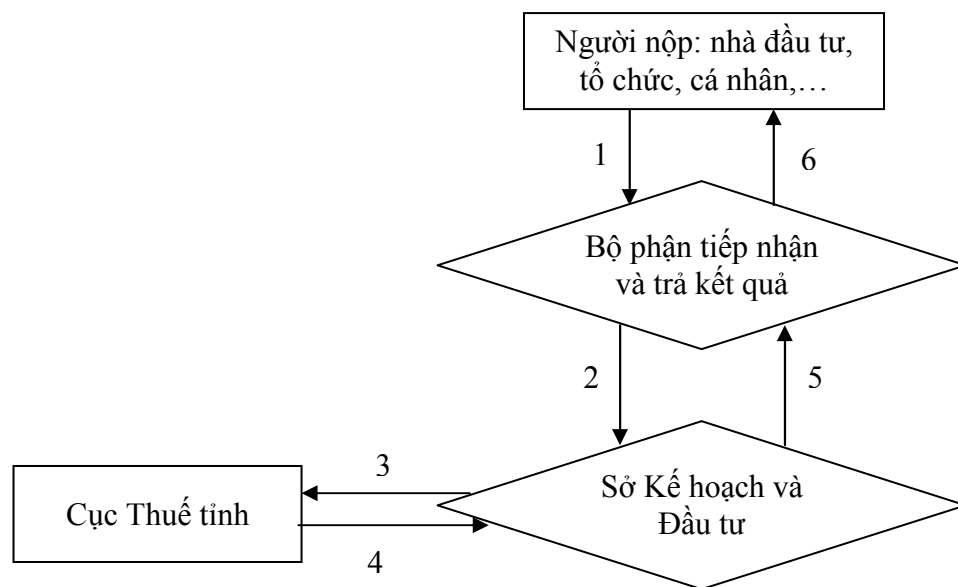 Người nộp: nhà đầu tư,
tổ chức, cá nhân,…
1
6
Bộ phận tiếp nhận
và trả kết quả
2
5
3
Sở Kế hoạch và
Đầu tư
Cục Thuế tỉnh
4